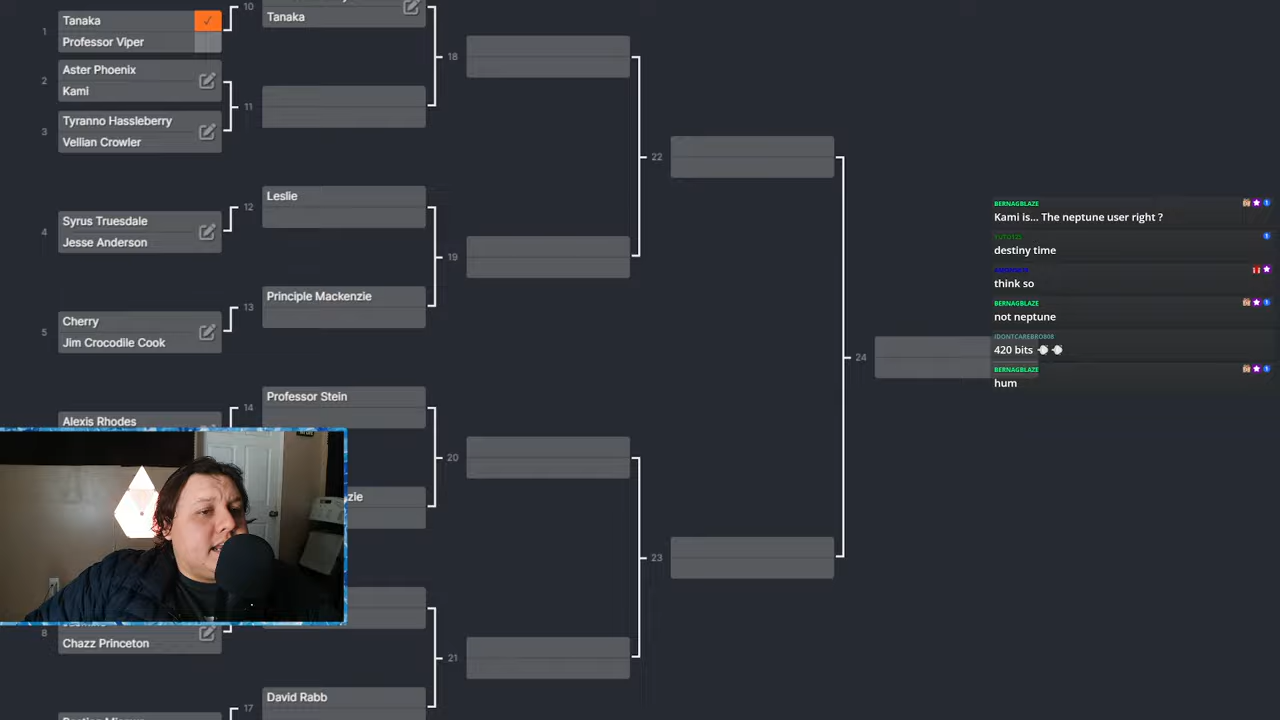 10
Tanaka
Professor Viper
1
Tanaka
18
Aster Phoenix
Kami
2
11
Tyranno Hassleberry
Vellian Crowler
3
22
Leslie
12
Syrus Truesdale
Jesse Anderson
4
19
Principle Mackenzie
13
Cherry
Jim Crocodile Cook
5
24
Professor Stein
14
Alexis Rhodes
20
zie
23
8
Chazz Princeton
21
David Rabb
17
BERNAGBLAZE
Kami is... The neptune user right ?
destiny time
think so
BERNAGBLAZE
not neptune
IDONTCAREBRO808
420 bits
BERNAGBLAZE
hum